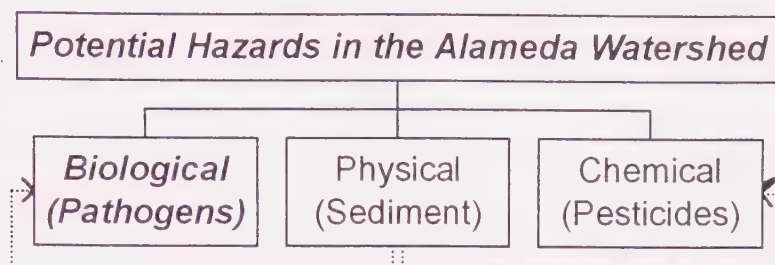 Potential Hazards in the Alameda Watershed
Biological
(Pathogens)
Physical
(Sediment)
Chemical
(Pesticides)